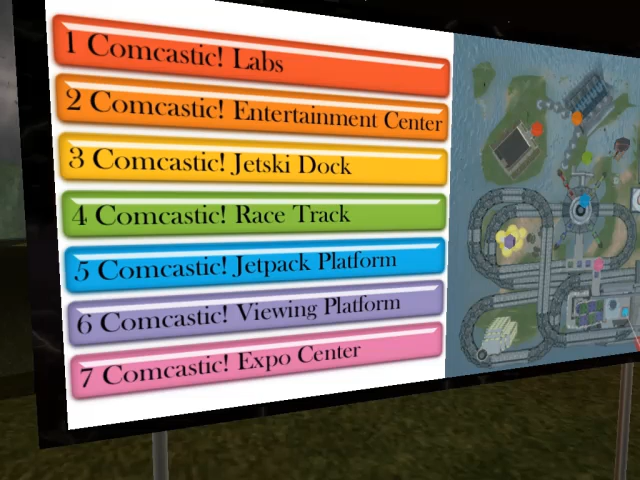 1 Comcastic! Labs
2 Comcastic! Entertainment Center
3 Comcastic! Jetski Dock
4 Comcastic! Race Track
5 Comcastic! Jetpack Platform
6 Comcastic! Viewing Platform
7 Comcastic! Expo Center